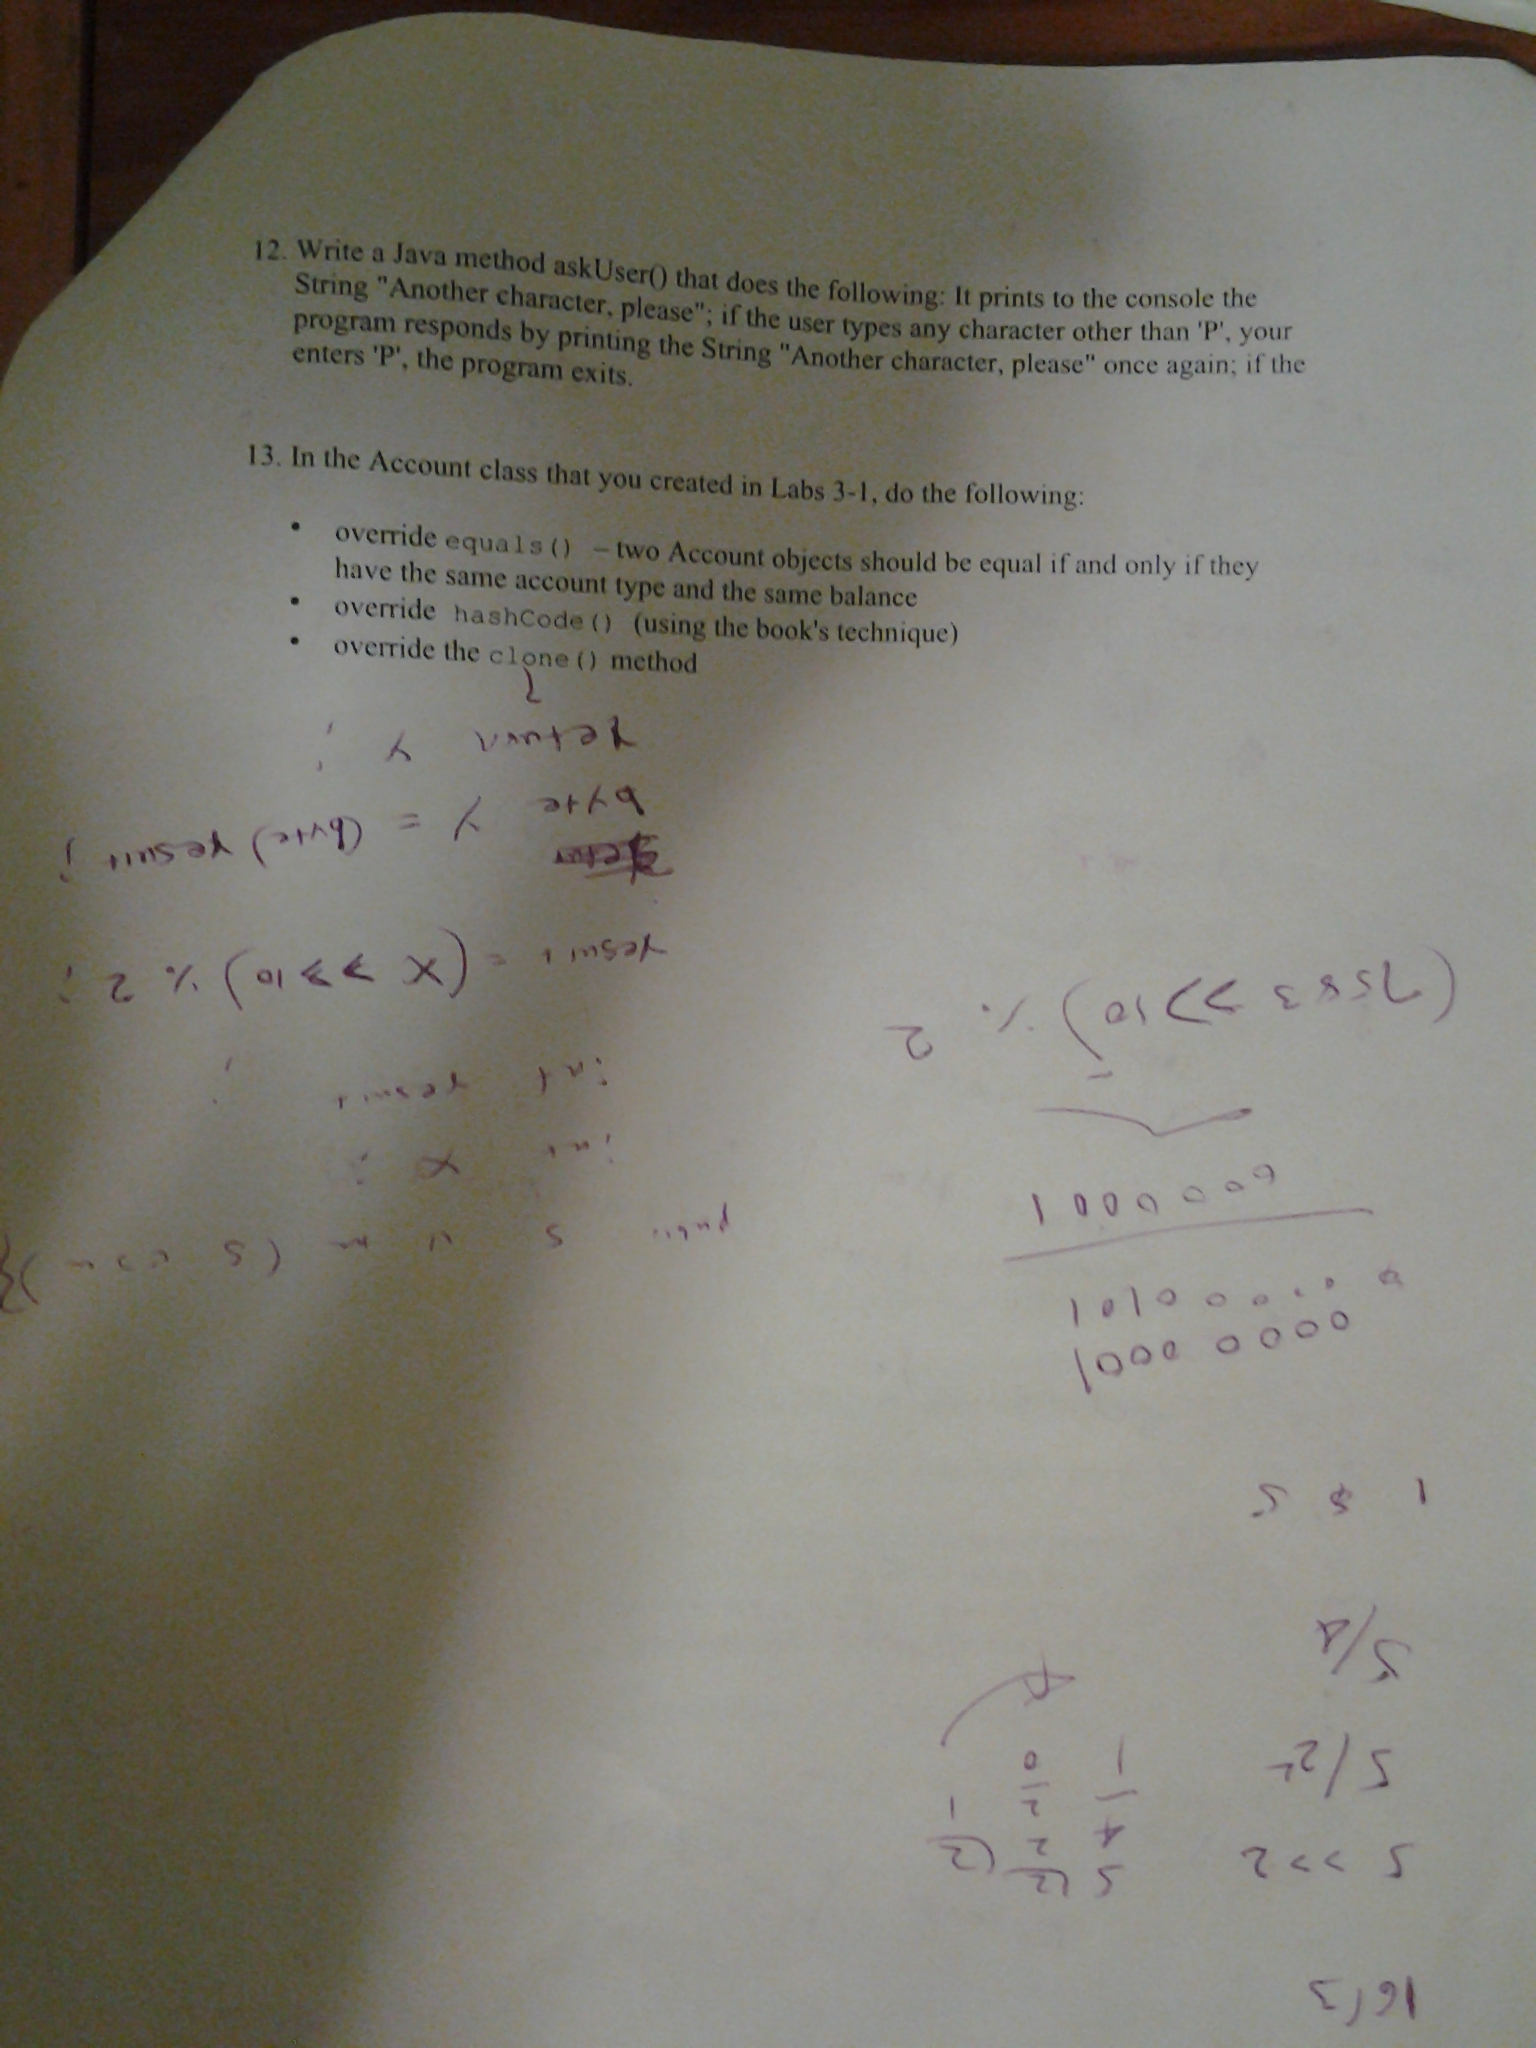 12. Write a Java method askUser() that does the following: It prints to the console the
String "Another character, please"; if the user types any character other than 'P', your
program responds by printing the String "Another character, please" once again; if the
enters 'P', the program exits.
13. In the Account class that you created in Labs 3-1, do the following:
• override equals() – two Account objects should be equal if and only if they
have the same account type and the same balance
• override hashCode() (using the book's technique)
• override the clone() method
16/3
5 >> 2
5/2
5/4
1 & 5
1000 0000
1000000
(7583 >> 10) % 2
int x ;
int result ;
result = (x >> 10) % 2 ;
byte y = (byte) result ;
return y ;
}